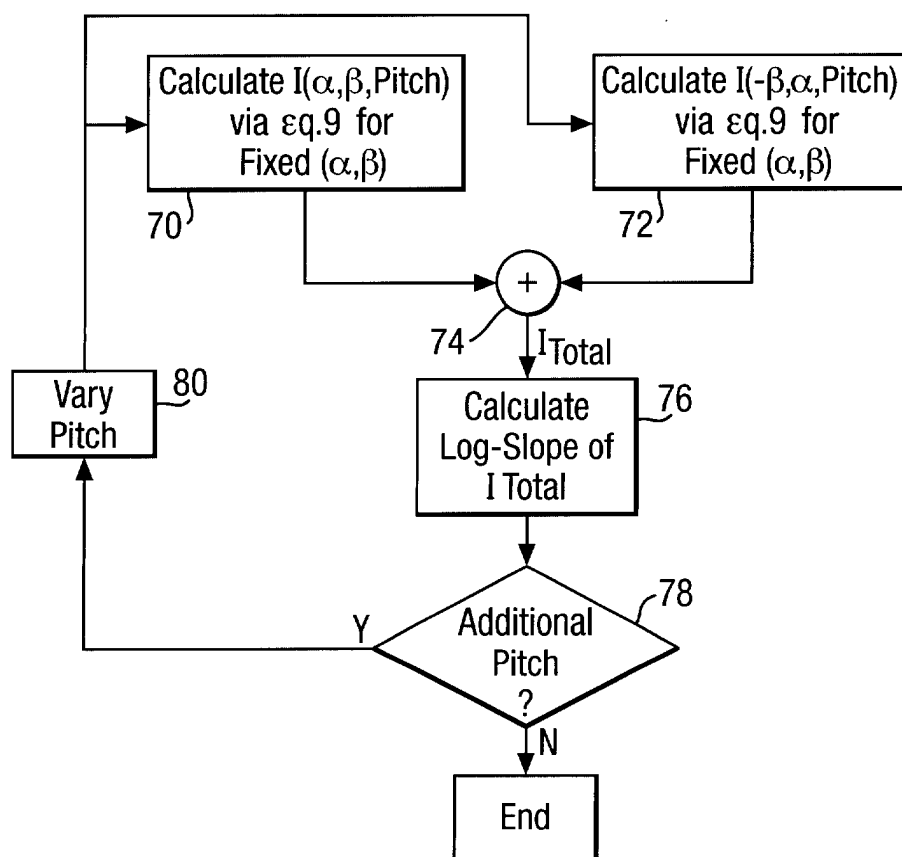 Calculate I(α,β,Pitch)
via εq.9 for
Fixed (α,β)
70
Calculate I(-β,α,Pitch)
via εq.9 for
Fixed (α,β)
72
+
74
I Total
Calculate
Log-Slope of
I Total
76
Vary
Pitch
80
Additional
Pitch
?
78
Y
N
End